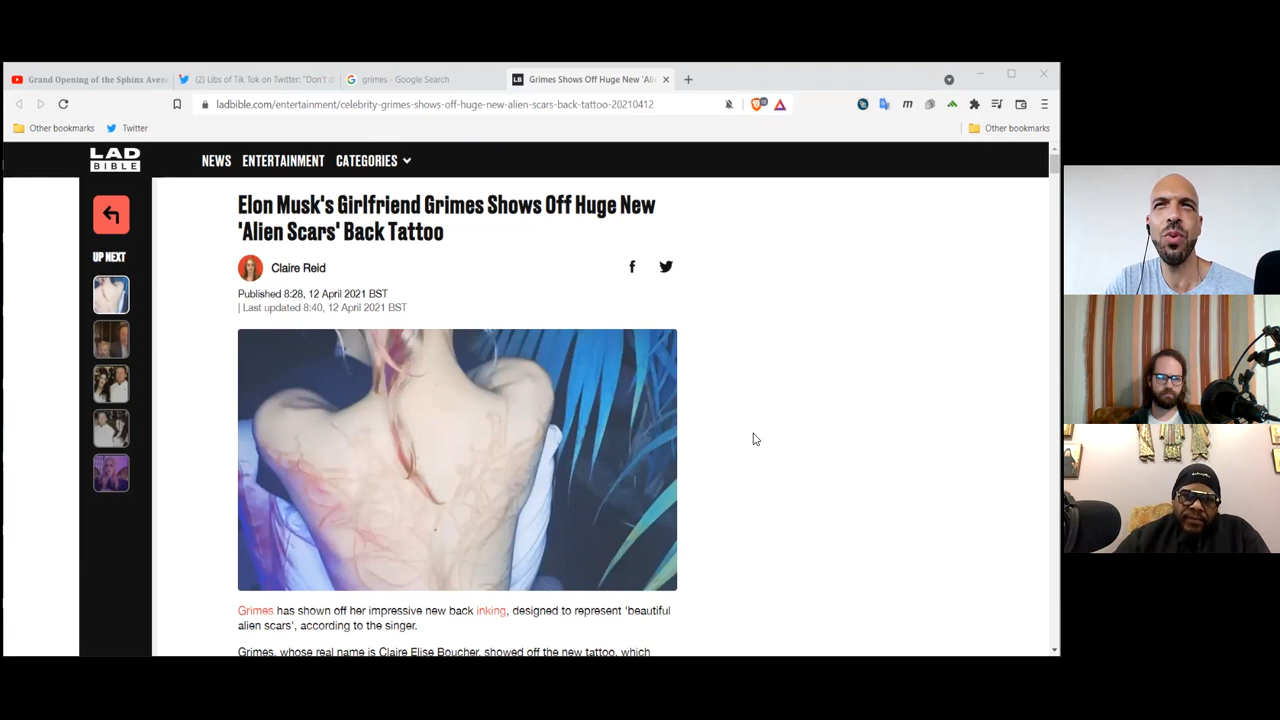 Grand Opening of the Sphinx Aven
(2) Libs of Tik Tok on Twitter: "Don't d
grimes - Google Search
LB
Grimes Shows Off Huge New 'Ali
ladbible.com/entertainment/celebrity-grimes-shows-off-huge-new-alien-scars-back-tattoo-20210412
Other bookmarks
Twitter
Other bookmarks
LAD
BIBLE
NEWS
ENTERTAINMENT
CATEGORIES
Elon Musk's Girlfriend Grimes Shows Off Huge New
'Alien Scars' Back Tattoo
Claire Reid
Published 8:28, 12 April 2021 BST
| Last updated 8:40, 12 April 2021 BST
UP NEXT
Grimes has shown off her impressive new back inking, designed to represent 'beautiful
alien scars', according to the singer.
Grimes, whose real name is Claire Elise Boucher, showed off the new tattoo, which